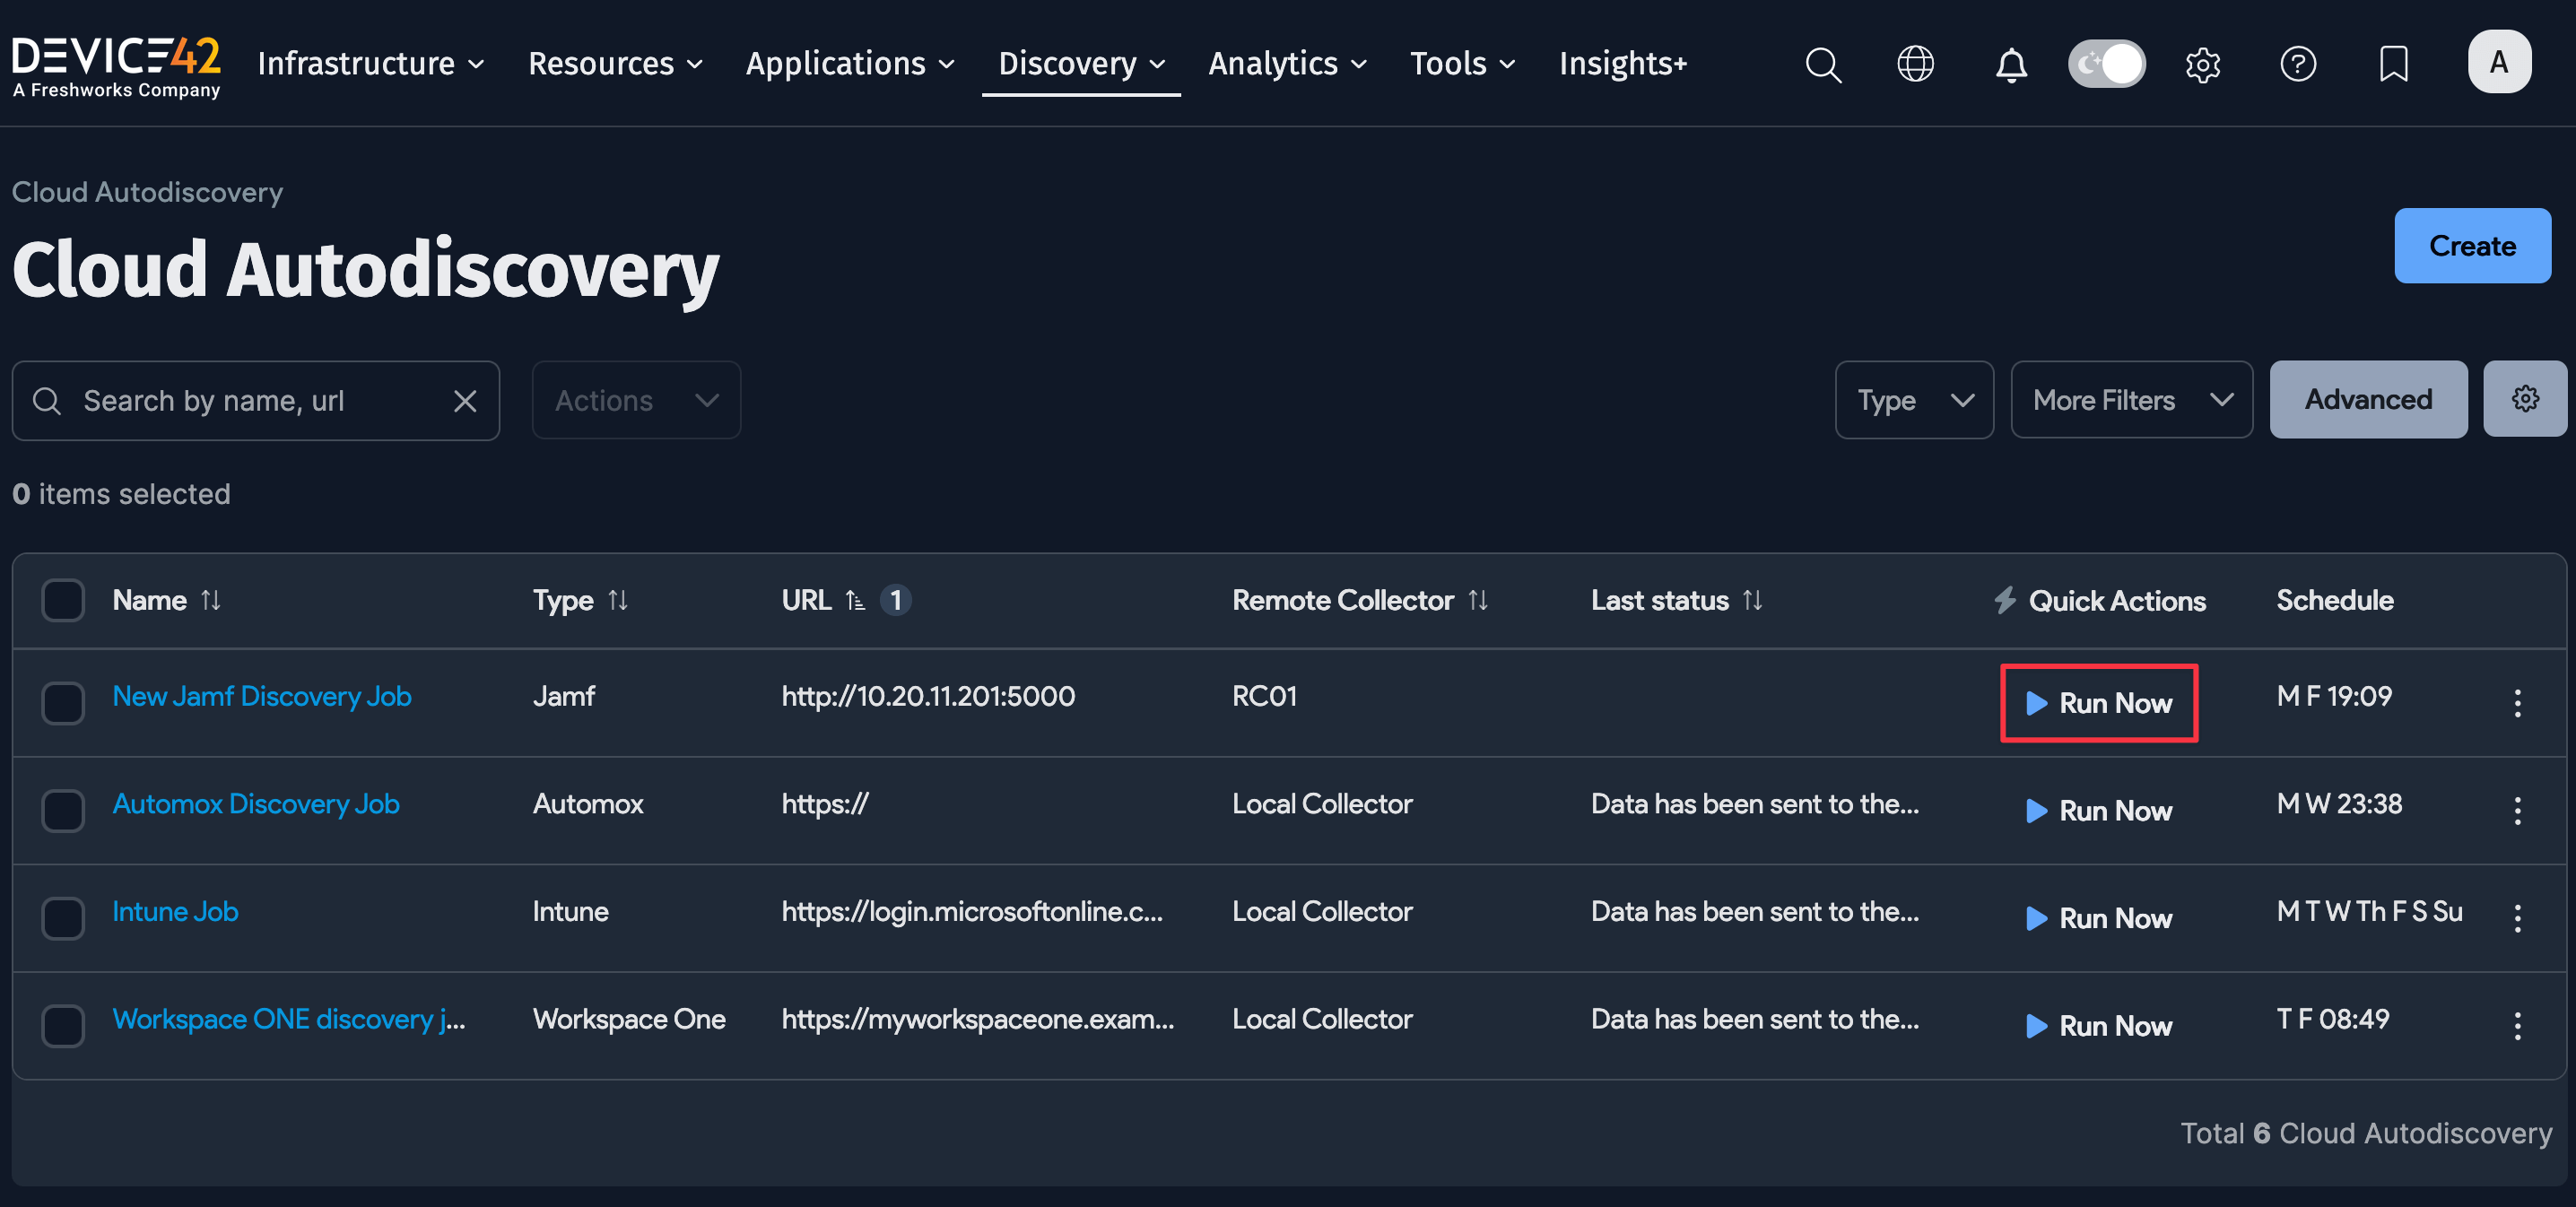 DEVICE42
A Freshworks Company
Infrastructure Resources Applications Discovery Analytics Tools Insights+ A
Cloud Autodiscovery
Cloud Autodiscovery
Create
Search by name, url Actions Type More Filters Advanced
0 items selected
Name Type URL 1 Remote Collector Last status Quick Actions Schedule
New Jamf Discovery Job Jamf http://10.20.11.201:5000 RC01 Run Now M F 19:09
Automox Discovery Job Automox https:// Local Collector Data has been sent to the... Run Now M W 23:38
Intune Job Intune https://login.microsoftonline.c... Local Collector Data has been sent to the... Run Now M T W Th F S Su
Workspace ONE discovery j... Workspace One https://myworkspaceone.exam... Local Collector Data has been sent to the... Run Now T F 08:49
Total 6 Cloud Autodiscovery